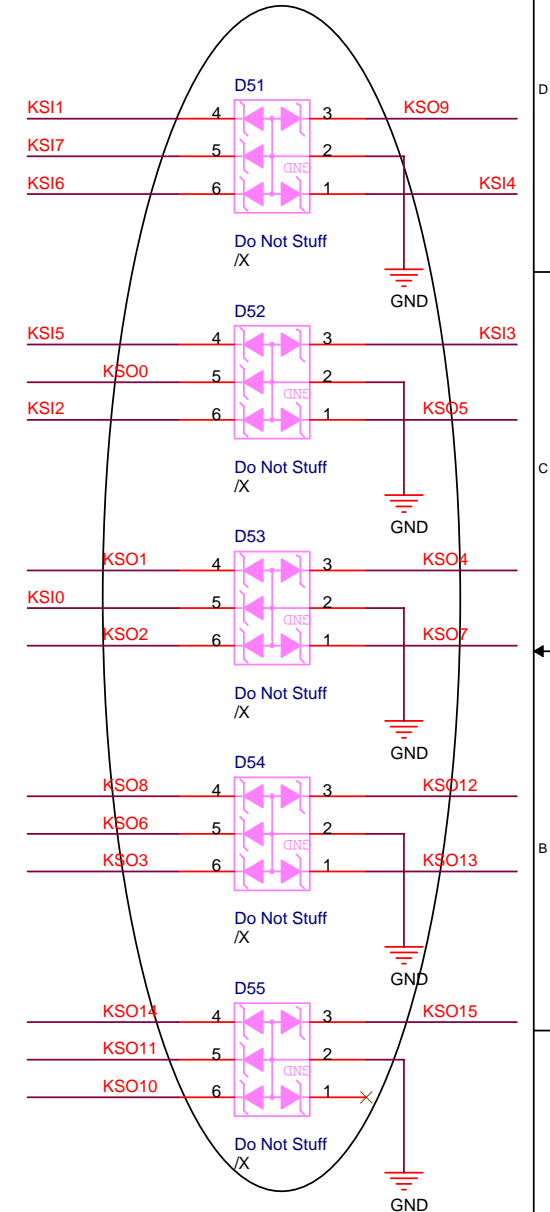 D51
KSI1 4 3 KSO9
KSI7 5 2
GND
KSI6 6 1 KSI4
Do Not Stuff
/X
GND
D52
KSI5 4 3 KSI3
KSO0 5 2
GND
KSI2 6 1 KSO5
Do Not Stuff
/X
GND
D53
KSO1 4 3 KSO4
KSI0 5 2
GND
KSO2 6 1 KSO7
Do Not Stuff
/X
GND
D54
KSO8 4 3 KSO12
KSO6 5 2
GND
KSO3 6 1 KSO13
Do Not Stuff
/X
GND
D55
KSO14 4 3 KSO15
KSO11 5 2
GND
KSO10 6 1
Do Not Stuff
/X
GND
D
C
B